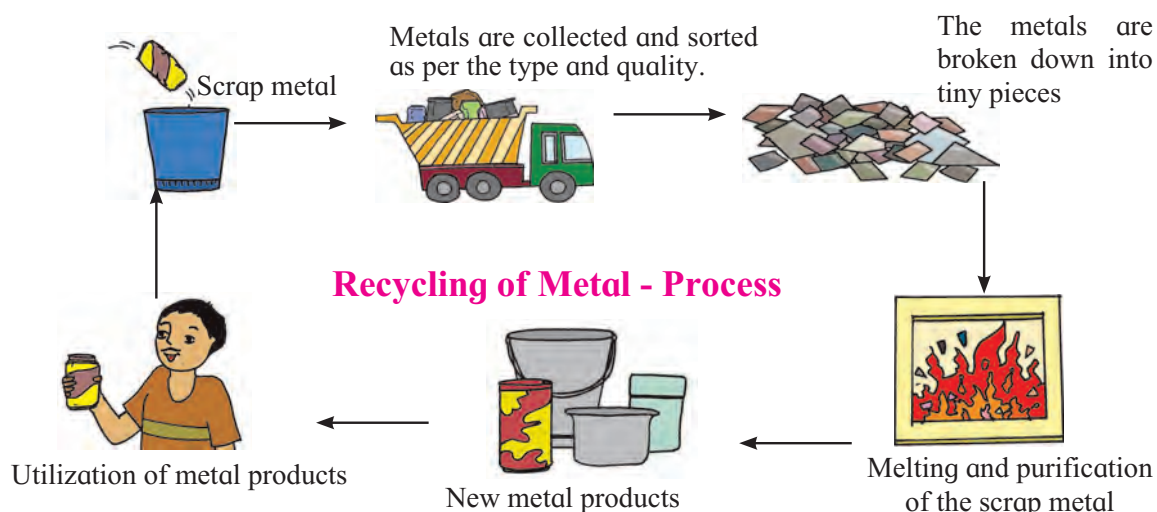 Scrap metal
Metals are collected and sorted
as per the type and quality.
The metals are
broken down into
tiny pieces
Recycling of Metal - Process
Melting and purification
of the scrap metal
New metal products
Utilization of metal products